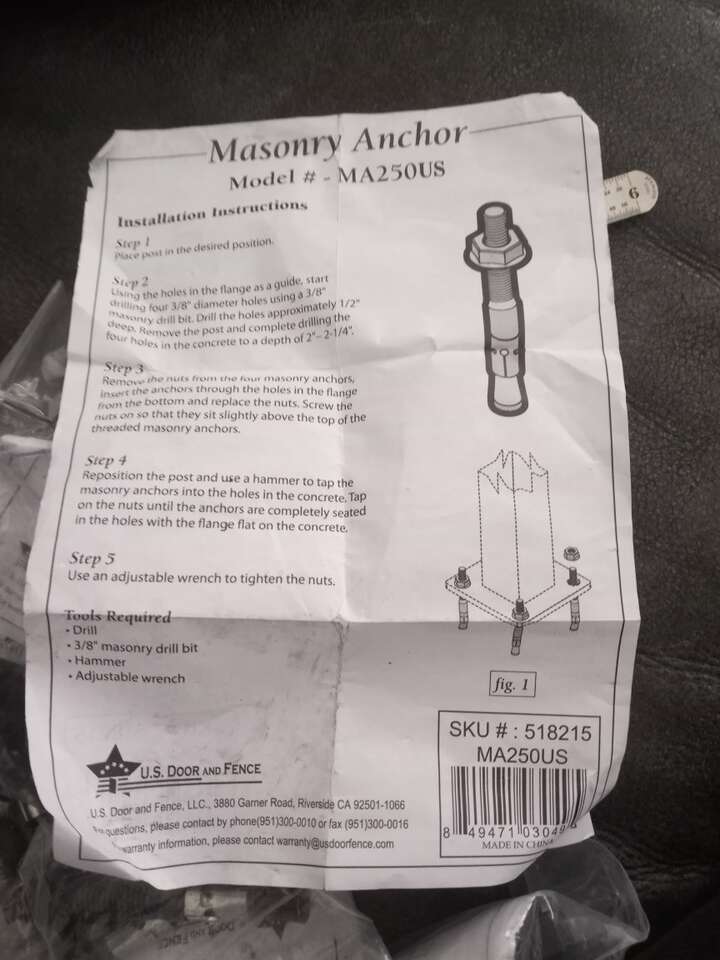 Masonry Anchor
Model # - MA250US
Installation Instructions
Step 1
Place post in the desired position.
Step 2
Using the holes in the flange as a guide, start
drilling four 3/8" diameter holes using a 3/8"
masonry drill bit. Drill the holes approximately 1/2"
deep. Remove the post and complete drilling the
four holes in the concrete to a depth of 2"– 2-1/4".
Step 3
Remove the nuts from the four masonry anchors,
insert the anchors through the holes in the flange
from the bottom and replace the nuts. Screw the
nuts on so that they sit slightly above the top of the
threaded masonry anchors.
Step 4
Reposition the post and use a hammer to tap the
masonry anchors into the holes in the concrete. Tap
on the nuts until the anchors are completely seated
in the holes with the flange flat on the concrete.
Step 5
Use an adjustable wrench to tighten the nuts.
Tools Required
• Drill
• 3/8" masonry drill bit
• Hammer
• Adjustable wrench
fig. 1
6
U.S. DOOR AND FENCE
U.S. Door and Fence, LLC., 3880 Garner Road, Riverside CA 92501-1066
questions, please contact by phone(951)300-0010 or fax (951)300-0016
warranty information, please contact warranty@usdoorfence.com
SKU # : 518215
MA250US
8 49471 0304
MADE IN CHINA